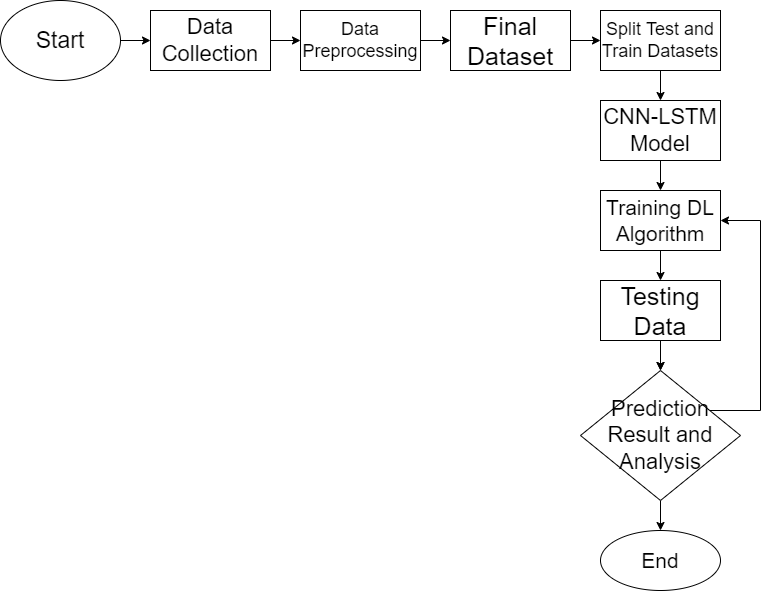 Start
Data
Collection
Data
Preprocessing
Final
Dataset
Split Test and
Train Datasets
CNN-LSTM
Model
Training DL
Algorithm
Testing
Data
Prediction
Result and
Analysis
End